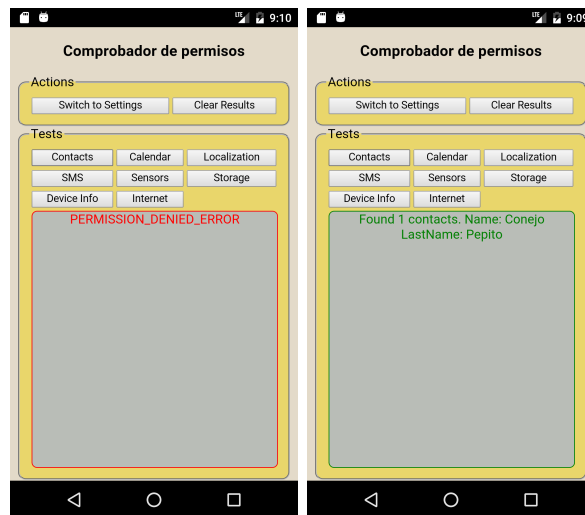 LTE 9:10
Comprobador de permisos
Actions
Switch to Settings Clear Results
Tests
Contacts Calendar Localization
SMS Sensors Storage
Device Info Internet
PERMISSION_DENIED_ERROR
LTE 9:09
Comprobador de permisos
Actions
Switch to Settings Clear Results
Tests
Contacts Calendar Localization
SMS Sensors Storage
Device Info Internet
Found 1 contacts. Name: Conejo
LastName: Pepito